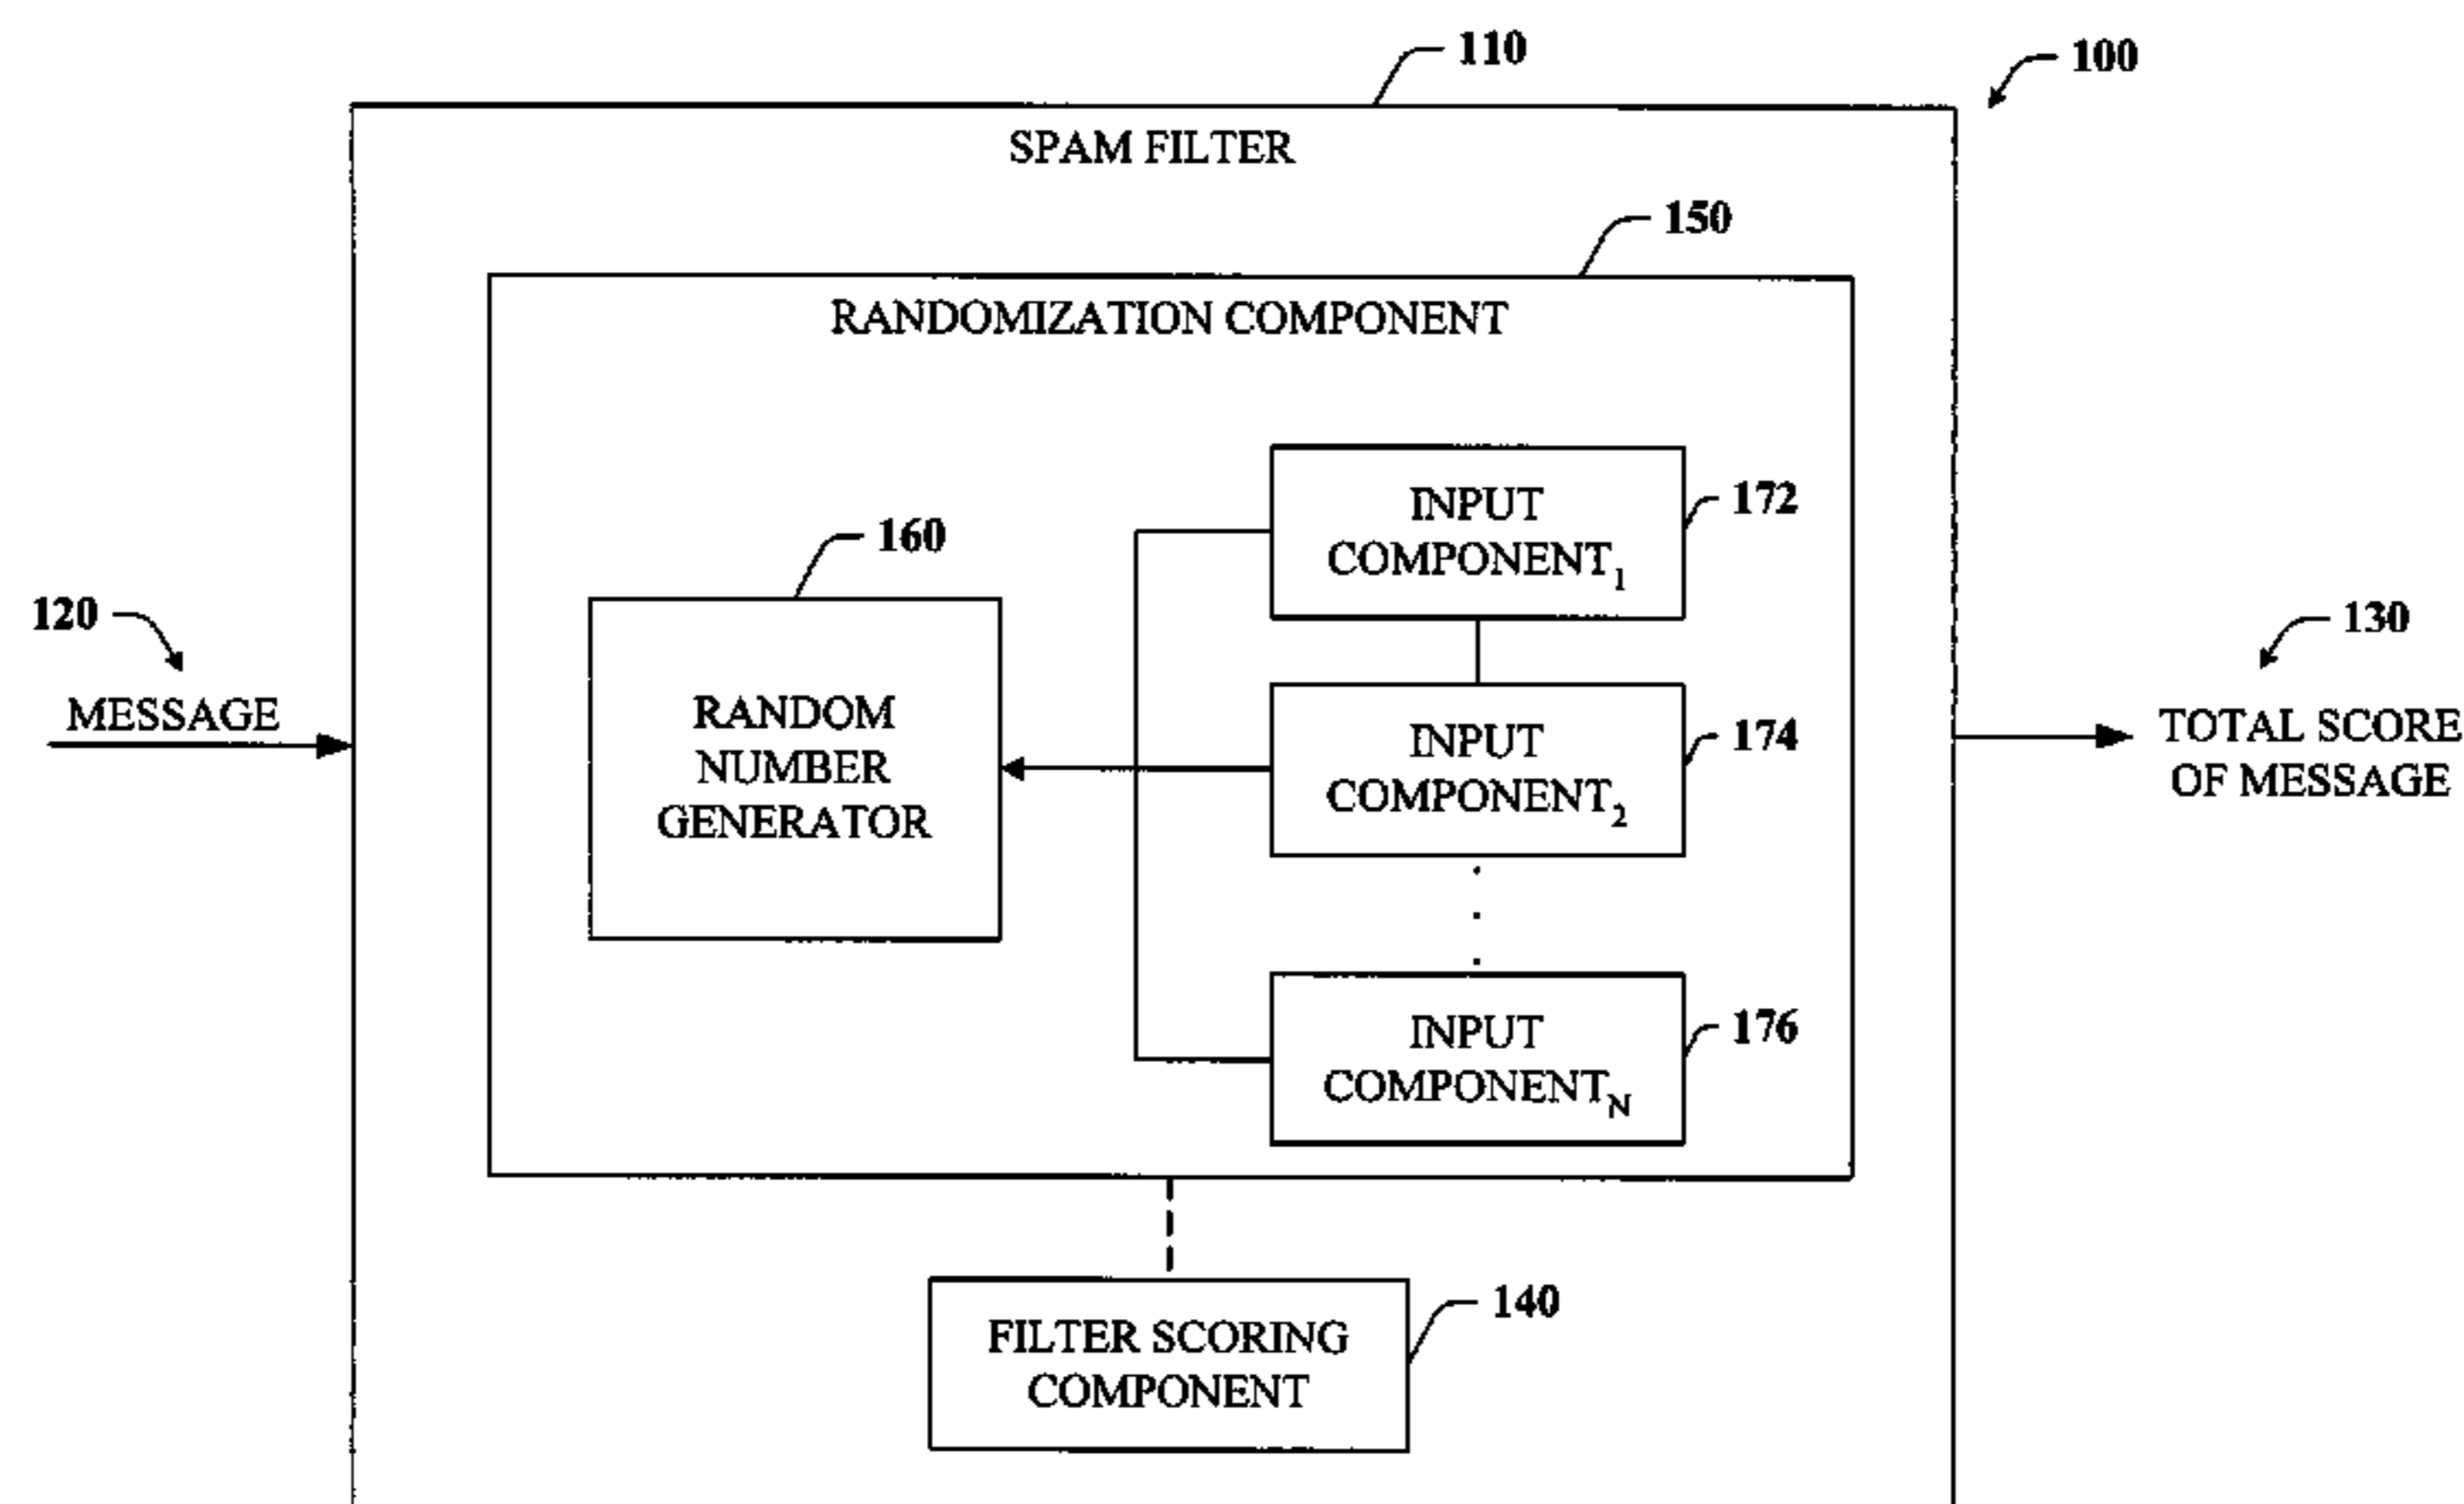 110
100
SPAM FILTER
150
RANDOMIZATION COMPONENT
172
INPUT
COMPONENT1
160
120
130
MESSAGE
RANDOM
NUMBER
GENERATOR
174
INPUT
COMPONENT2
TOTAL SCORE
OF MESSAGE
176
INPUT
COMPONENTN
140
FILTER SCORING
COMPONENT